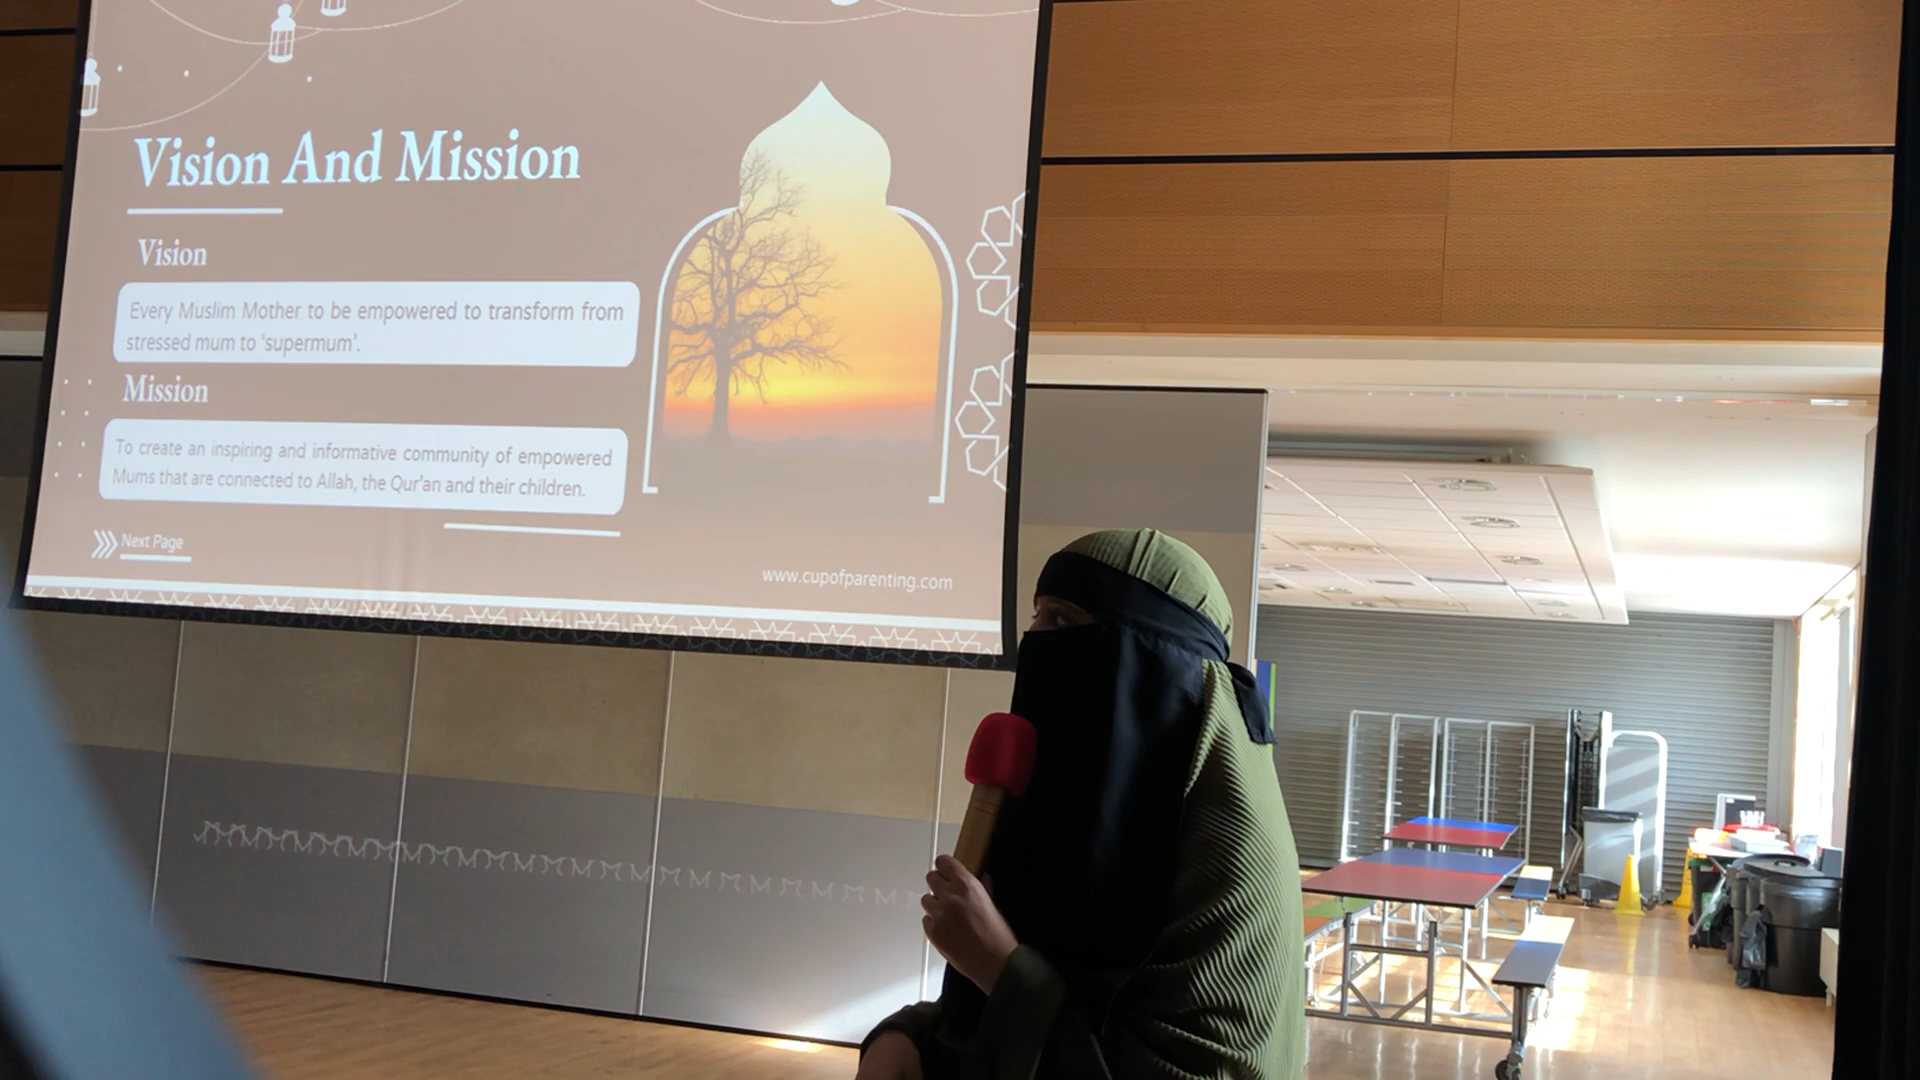 Vision And Mission
Vision
Every Muslim Mother to be empowered to transform from
stressed mum to 'supermum'.
Mission
To create an inspiring and informative community of empowered
Mums that are connected to Allah, the Qur'an and their children.
Next Page
www.cupofparenting.com